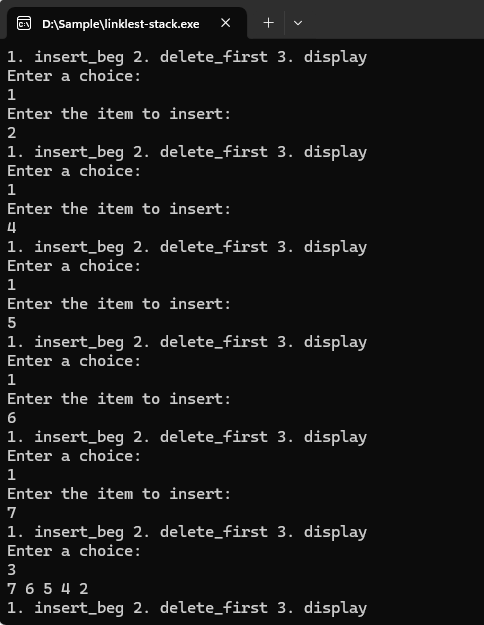 D:\Sample\linklest-stack.exe
1. insert_beg 2. delete_first 3. display
Enter a choice:
1
Enter the item to insert:
2
1. insert_beg 2. delete_first 3. display
Enter a choice:
1
Enter the item to insert:
4
1. insert_beg 2. delete_first 3. display
Enter a choice:
1
Enter the item to insert:
5
1. insert_beg 2. delete_first 3. display
Enter a choice:
1
Enter the item to insert:
6
1. insert_beg 2. delete_first 3. display
Enter a choice:
1
Enter the item to insert:
7
1. insert_beg 2. delete_first 3. display
Enter a choice:
3
7 6 5 4 2
1. insert_beg 2. delete_first 3. display